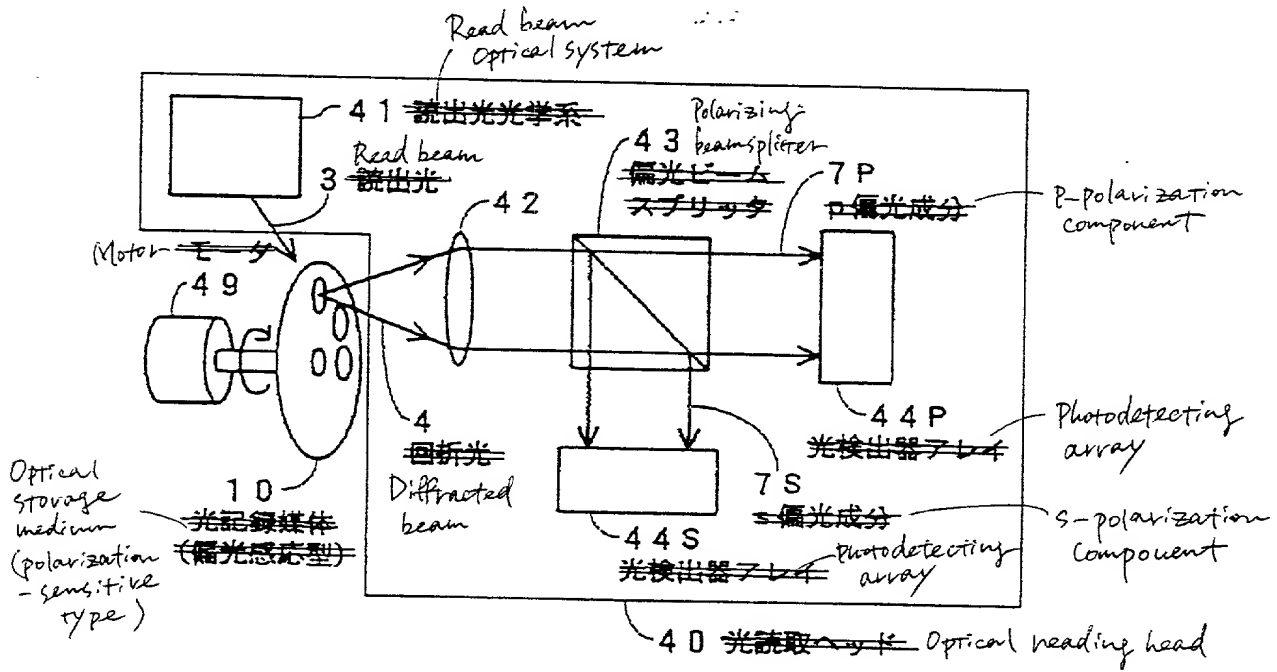 Read beam
Optical system
41 読出光光学系
Read beam
3 読出光
Polarizing
43 beamsplitter
偏光ビーム
スプリッタ
42
7P
p偏光成分
P-polarization
component
Motor モータ
49
44P
光検出器アレイ
Photodetecting
array
4
回折光
Diffracted
beam
Optical
storage
medium
(polarization
-sensitive
type)
10
光記録媒体
(偏光感応型)
7S
s偏光成分
s-polarization
component
44S
光検出器アレイ
photodetecting
array
40 光読取ヘッド Optical reading head